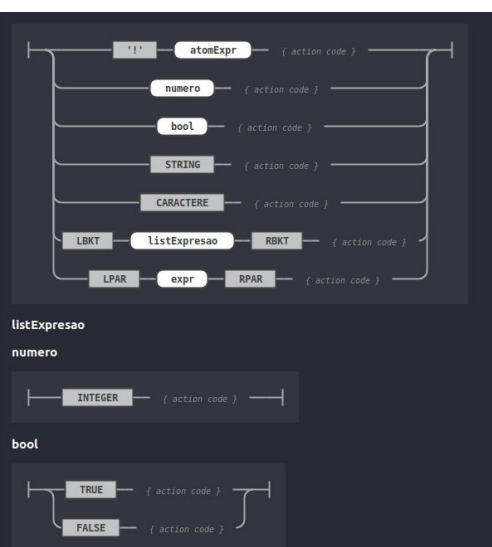 '!' atomExpr { action code }
numero { action code }
bool { action code }
STRING { action code }
CARACTERE { action code }
LBKT listExpresao RBKT { action code }
LPAR expr RPAR { action code }
listExpresao
numero
INTEGER { action code }
bool
TRUE { action code }
FALSE { action code }